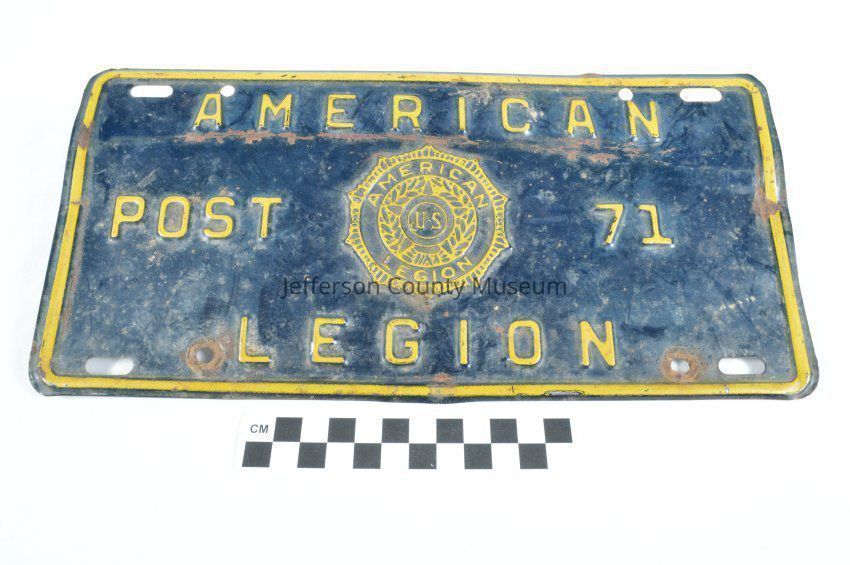 AMERICAN
POST 71
AMERICAN
U.S
LEGION
LEGION
Jefferson County Museum
CM